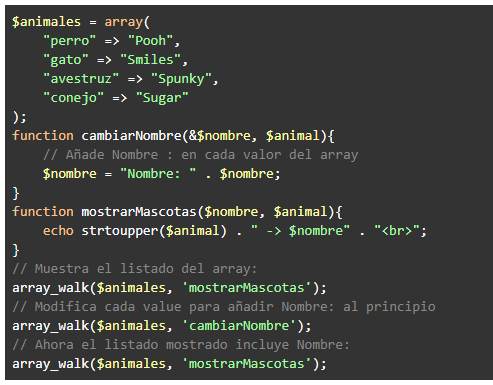 $animales = array(
    "perro" => "Pooh",
    "gato" => "Smiles",
    "avestruz" => "Spunky",
    "conejo" => "Sugar"
);
function cambiarNombre(&$nombre, $animal){
    // Añade Nombre : en cada valor del array
    $nombre = "Nombre: " . $nombre;
}
function mostrarMascotas($nombre, $animal){
    echo strtoupper($animal) . " -> $nombre" . "<br>";
}
// Muestra el listado del array:
array_walk($animales, 'mostrarMascotas');
// Modifica cada value para añadir Nombre: al principio
array_walk($animales, 'cambiarNombre');
// Ahora el listado mostrado incluye Nombre:
array_walk($animales, 'mostrarMascotas');